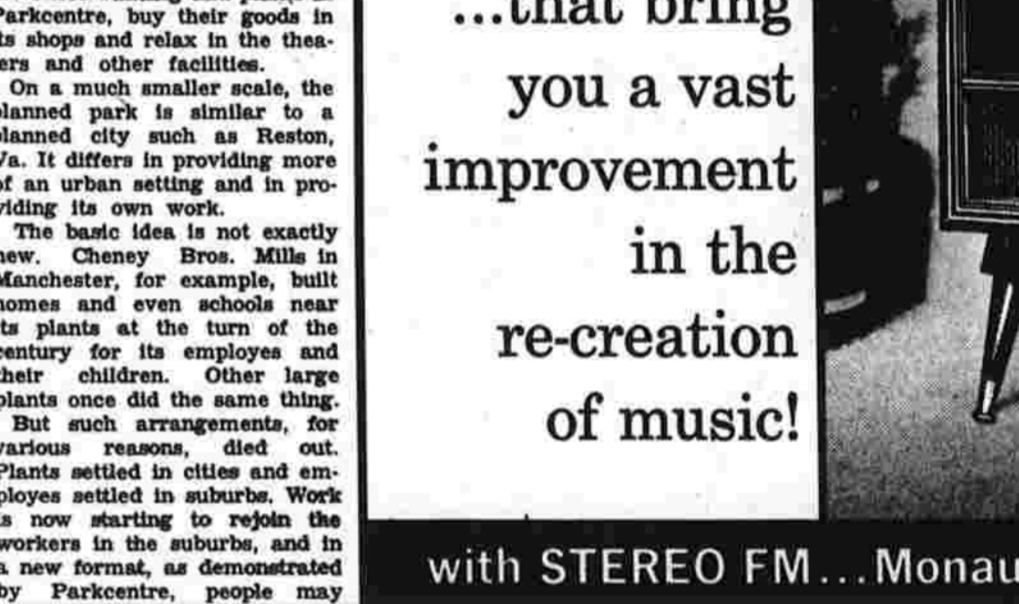 Parkcentre, buy their goods in
its shops and relax in the thea-
ters and other facilities.
On a much smaller scale, the
planned park is similar to a
planned city such as Reston,
Va. It differs in providing more
of an urban setting and in pro-
viding its own work.
The basic idea is not exactly
new. Cheney Bros. Mills in
Manchester, for example, built
homes and even schools near
its plants at the turn of the
century for its employes and
their children. Other large
plants once did the same thing.
But such arrangements, for
various reasons, died out.
Plants settled in cities and em-
ployes settled in suburbs. Work
is now starting to rejoin the
workers in the suburbs, and in
a new format, as demonstrated
by Parkcentre, people may
...that bring
you a vast
improvement
in the
re-creation
of music!
with STEREO FM...Monau